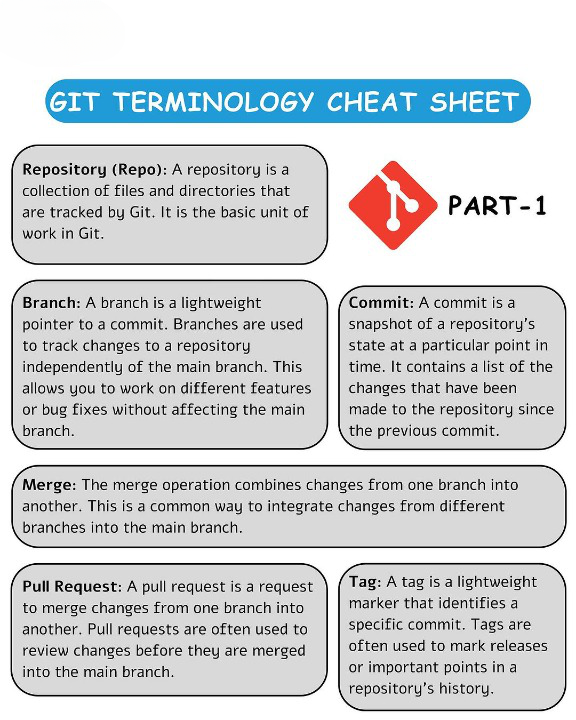 GIT TERMINOLOGY CHEAT SHEET
Repository (Repo): A repository is a
collection of files and directories that
are tracked by Git. It is the basic unit of
work in Git.
PART-1
Branch: A branch is a lightweight
pointer to a commit. Branches are used
to track changes to a repository
independently of the main branch. This
allows you to work on different features
or bug fixes without affecting the main
branch.
Commit: A commit is a
snapshot of a repository's
state at a particular point in
time. It contains a list of the
changes that have been
made to the repository since
the previous commit.
Merge: The merge operation combines changes from one branch into
another. This is a common way to integrate changes from different
branches into the main branch.
Pull Request: A pull request is a request
to merge changes from one branch into
another. Pull requests are often used to
review changes before they are merged
into the main branch.
Tag: A tag is a lightweight
marker that identifies a
specific commit. Tags are
often used to mark releases
or important points in a
repository's history.